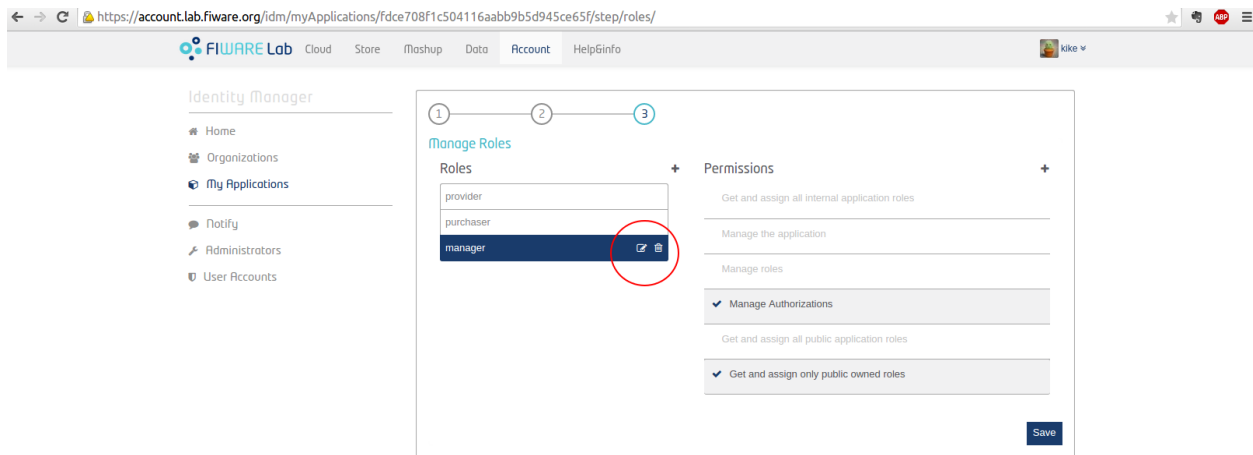 https://account.lab.fiware.org/idm/myApplications/fdce708f1c504116aabb9b5d945ce65f/step/roles/
ABP
FIWARE Lab Cloud Store Mashup Data Account Help&info kike
Identity Manager
Home
Organizations
My Applications
Notify
Administrators
User Accounts
1 2 3
Manage Roles
Roles +
provider
purchaser
manager
Permissions +
Get and assign all internal application roles
Manage the application
Manage roles
Manage Authorizations
Get and assign all public application roles
Get and assign only public owned roles
Save